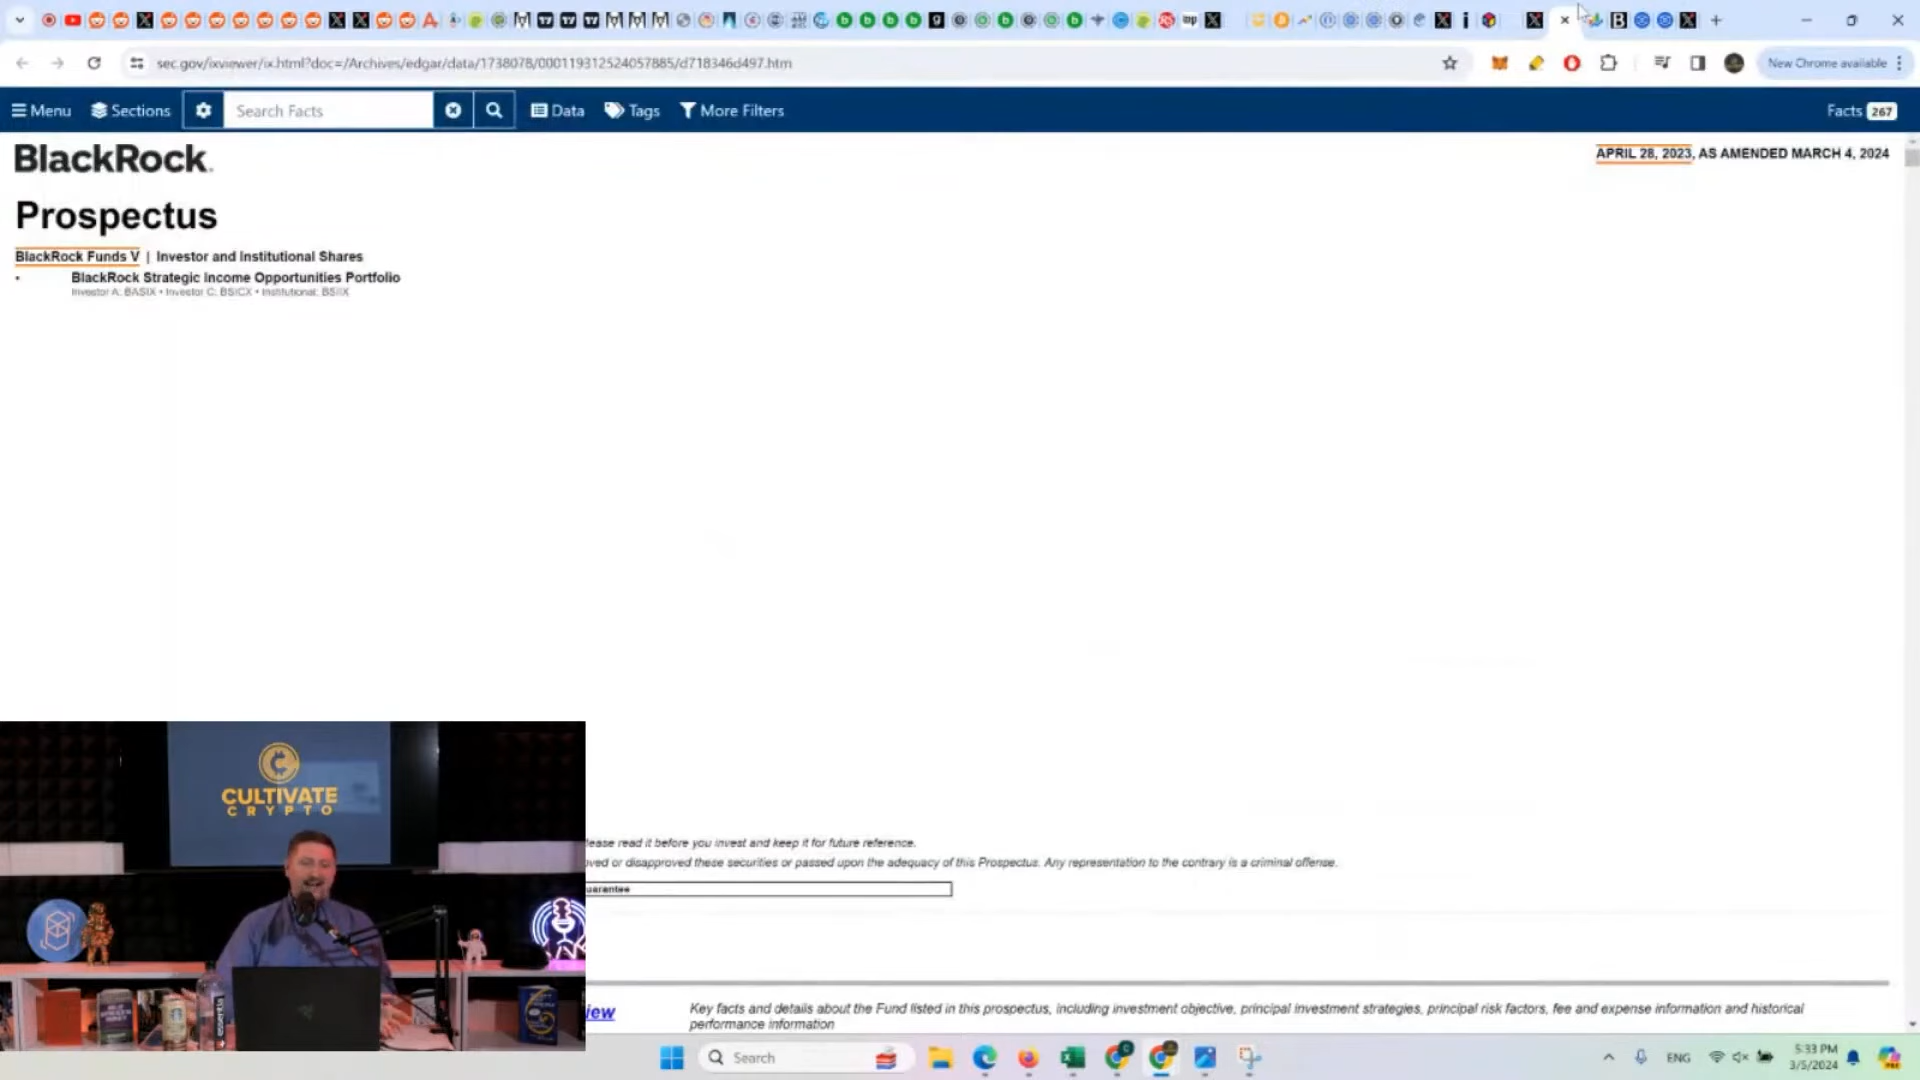 sec.gov/ixviewer/ix.html?doc=/Archives/edgar/data/1738078/000119312524057885/d718346d497.htm
New Chrome available
Menu
Sections
Search Facts
Data
Tags
More Filters
Facts 267
BlackRock.
APRIL 28, 2023, AS AMENDED MARCH 4, 2024
Prospectus
BlackRock Funds V | Investor and Institutional Shares
• BlackRock Strategic Income Opportunities Portfolio
Investor A: BASIX • Investor C: BSICX • Institutional: BSIIX
lease read it before you invest and keep it for future reference.
oved or disapproved these securities or passed upon the adequacy of this Prospectus. Any representation to the contrary is a criminal offense.
uarantee
CULTIVATE
CRYPTO
essentia
iew
Key facts and details about the Fund listed in this prospectus, including investment objective, principal investment strategies, principal risk factors, fee and expense information and historical
performance information
Search
ENG
5:33 PM
3/5/2024